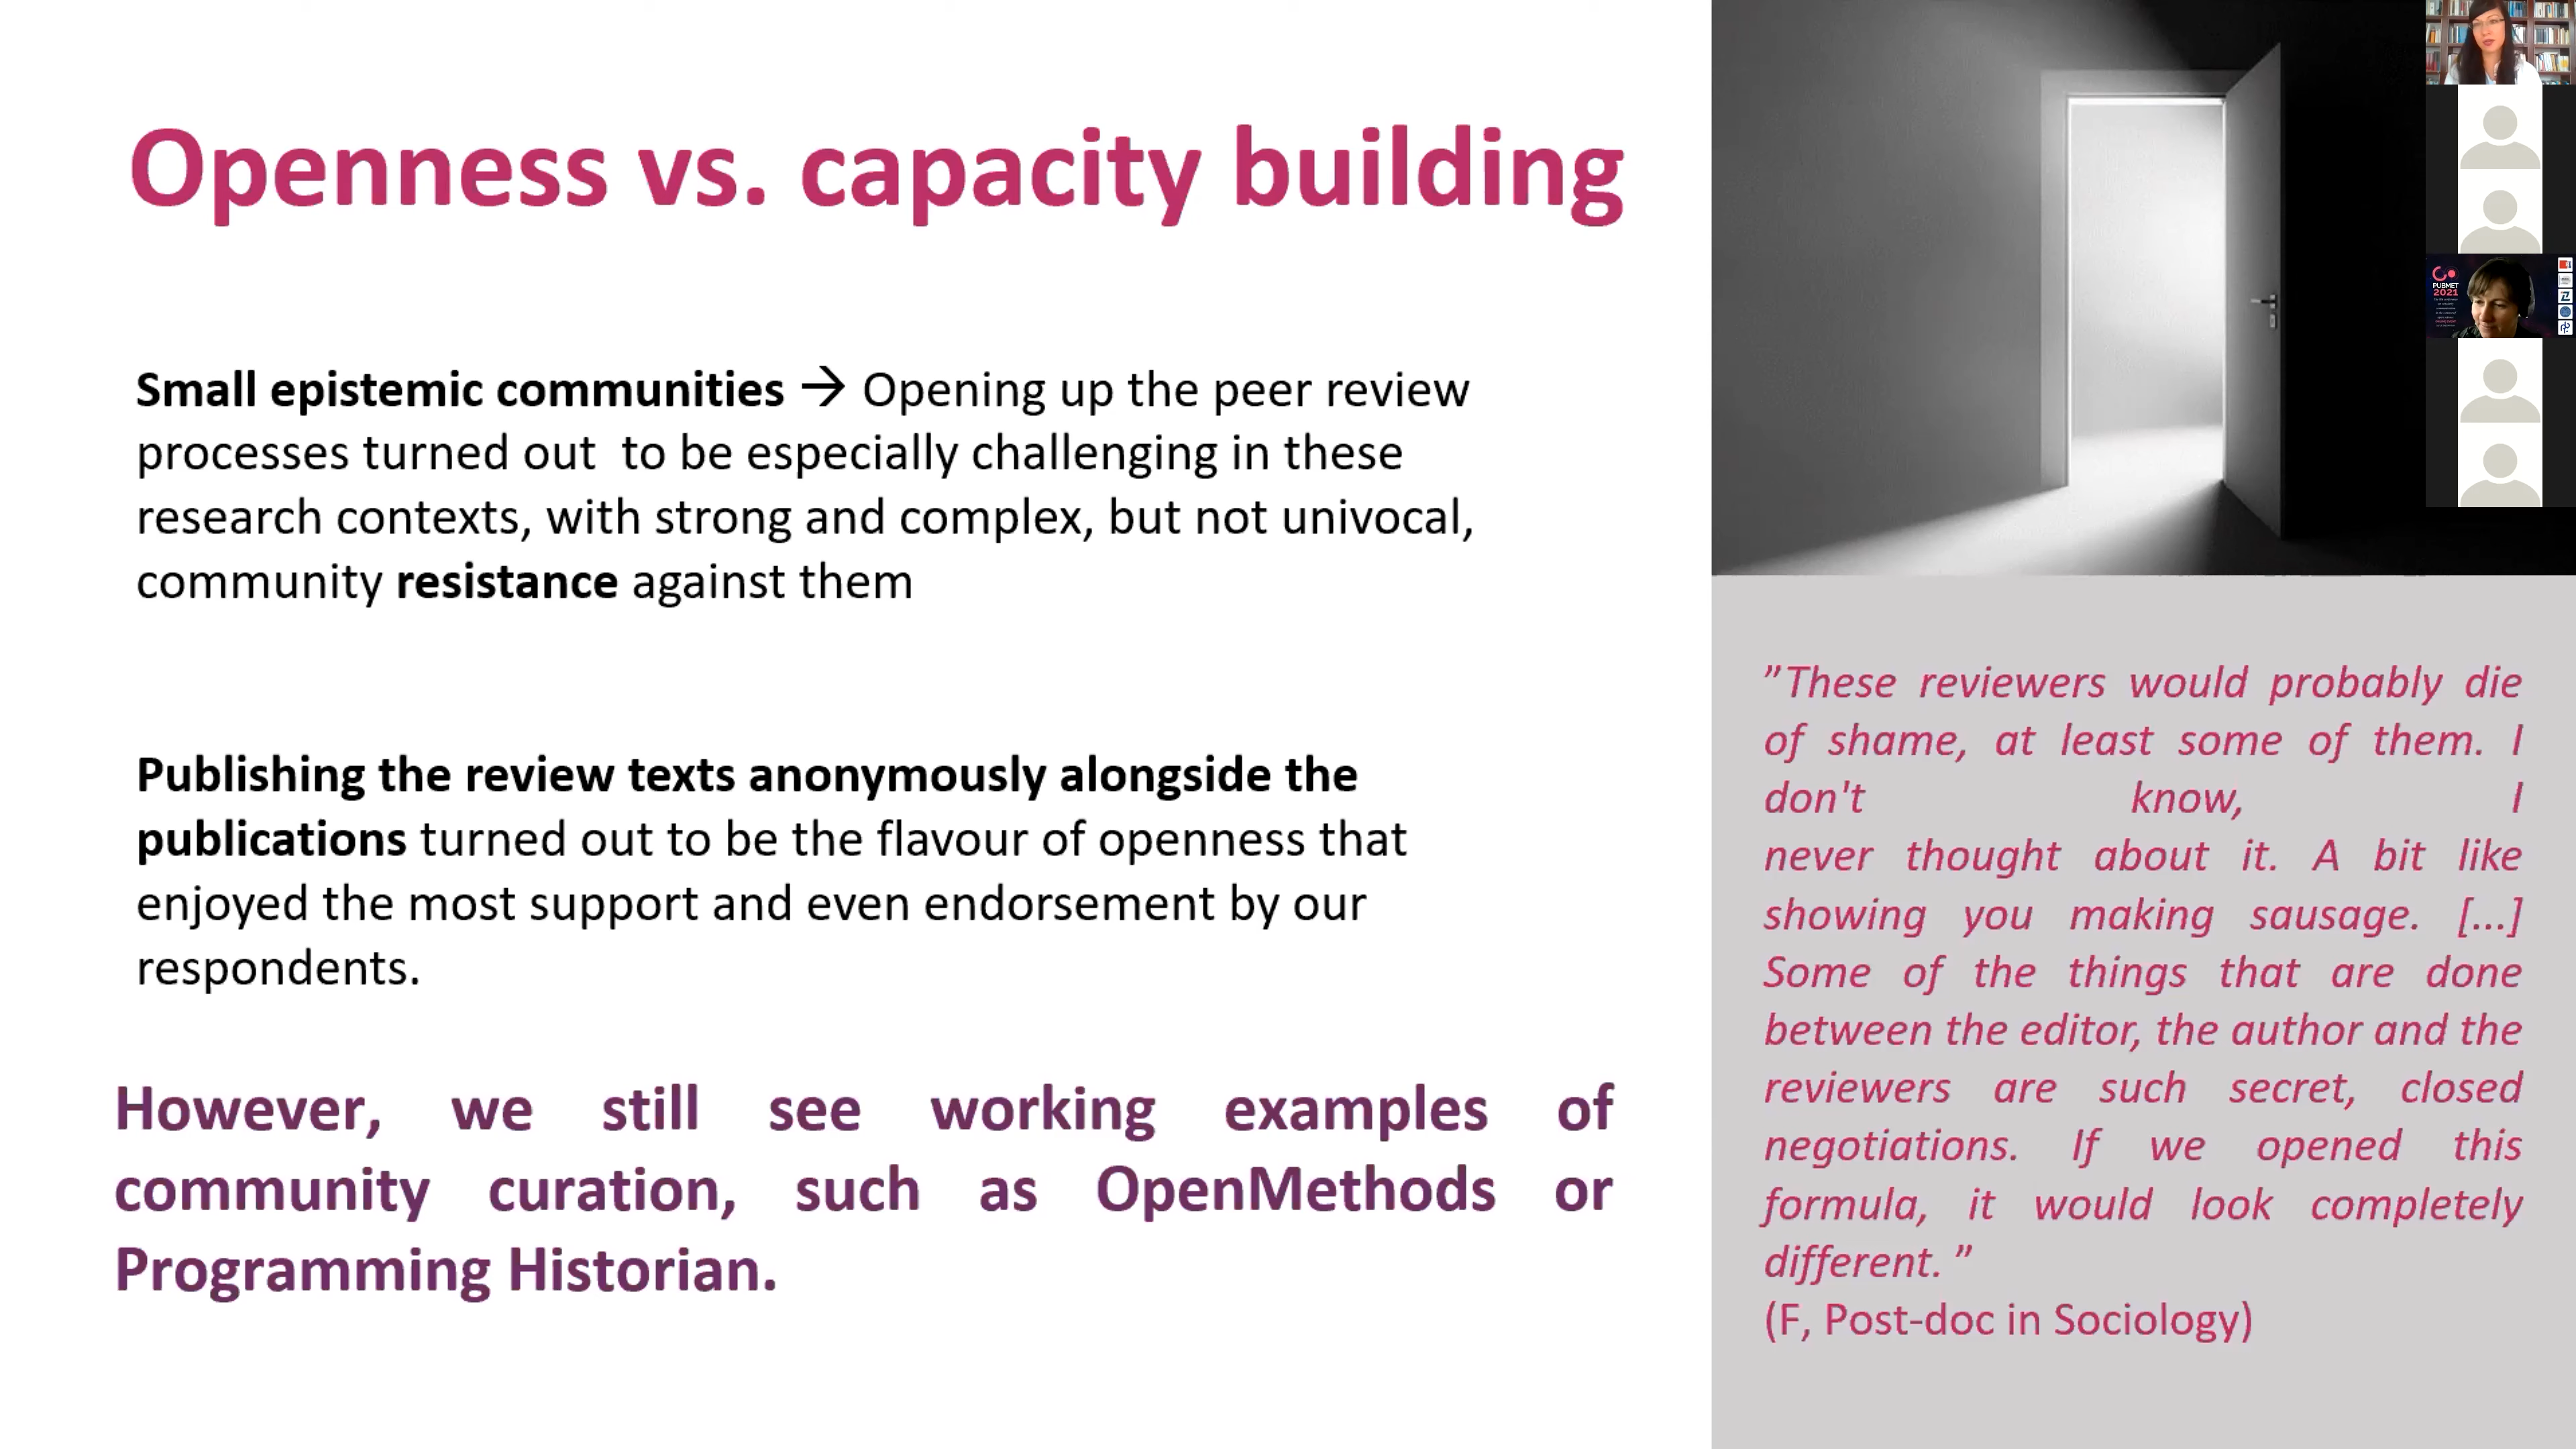 Openness vs. capacity building
Small epistemic communities → Opening up the peer review
processes turned out  to be especially challenging in these
research contexts, with strong and complex, but not univocal,
community resistance against them
Publishing the review texts anonymously alongside the
publications turned out to be the flavour of openness that
enjoyed the most support and even endorsement by our
respondents.
However, we still see working examples of
community curation, such as OpenMethods or
Programming Historian.
”These reviewers would probably die
of shame, at least some of them. I
don't know, I
never thought about it. A bit like
showing you making sausage. [...]
Some of the things that are done
between the editor, the author and the
reviewers are such secret, closed
negotiations. If we opened this
formula, it would look completely
different. ”
(F, Post-doc in Sociology)
PUBMET
2021